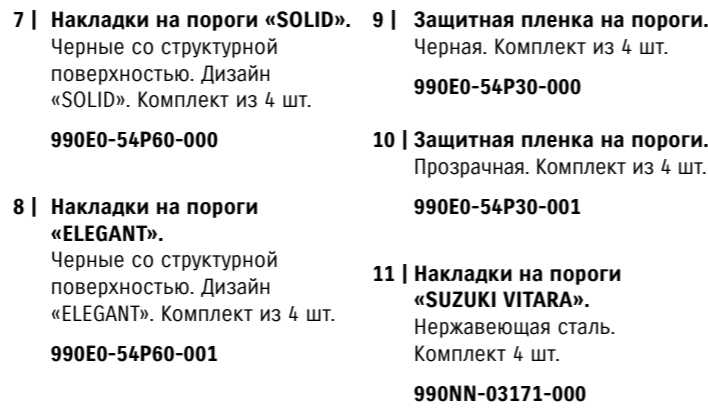 7 | Накладки на пороги «SOLID».
Черные со структурной
поверхностью. Дизайн
«SOLID». Комплект из 4 шт.
990E0-54P60-000
8 | Накладки на пороги
«ELEGANT».
Черные со структурной
поверхностью. Дизайн
«ELEGANT». Комплект из 4 шт.
990E0-54P60-001
9 | Защитная пленка на пороги.
Черная. Комплект из 4 шт.
990E0-54P30-000
10 | Защитная пленка на пороги.
Прозрачная. Комплект из 4 шт.
990E0-54P30-001
11 | Накладки на пороги
«SUZUKI VITARA».
Нержавеющая сталь.
Комплект 4 шт.
990NN-03171-000